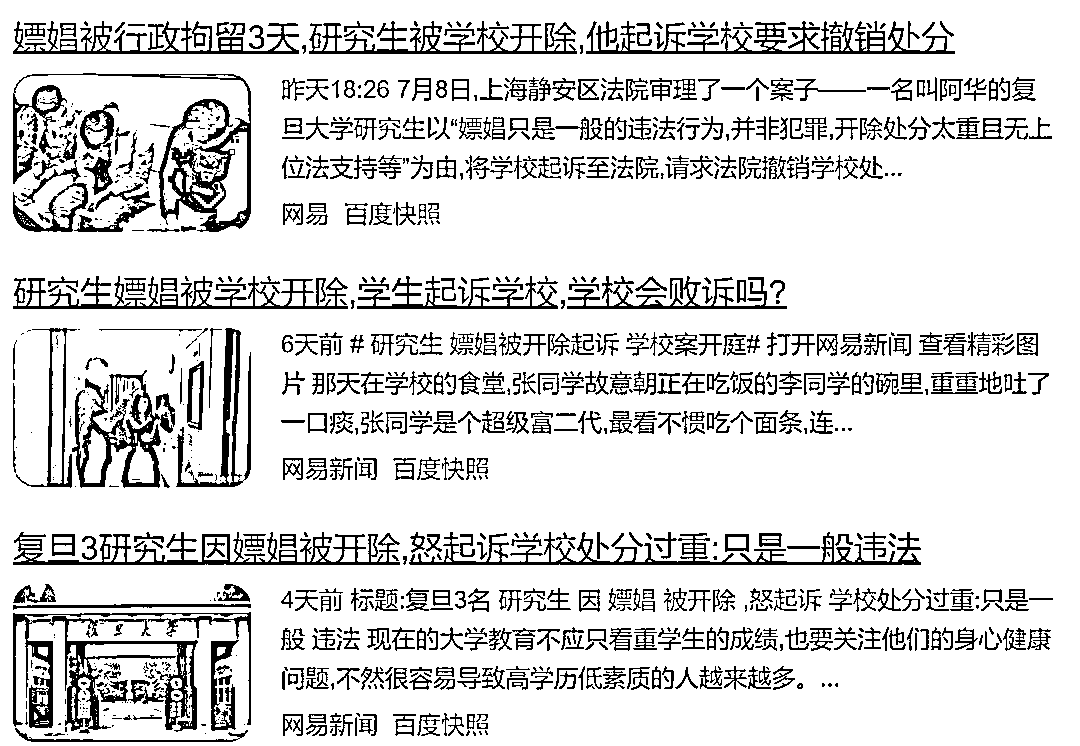 嫖娼被行政拘留3天,研究生被学校开除,他起诉学校要求撤销处分
昨天18:26 7月8日,上海静安区法院审理了一个案子——一名叫阿华的复
旦大学研究生以“嫖娼只是一般的违法行为,并非犯罪,开除处分太重且无上
位法支持等”为由,将学校起诉至法院,请求法院撤销学校处...
网易 百度快照
研究生嫖娼被学校开除,学生起诉学校,学校会败诉吗?
6天前 # 研究生 嫖娼被开除起诉 学校案开庭# 打开网易新闻 查看精彩图
片 那天在学校的食堂,张同学故意朝正在吃饭的李同学的碗里,重重地吐了
一口痰,张同学是个超级富二代,最看不惯吃个面条,连...
网易新闻 百度快照
复旦3研究生因嫖娼被开除,怒起诉学校处分过重:只是一般违法
复旦大学
4天前 标题:复旦3名 研究生 因 嫖娼 被开除 ,怒起诉 学校处分过重:只是一
般 违法 现在的大学教育不应只看重学生的成绩,也要关注他们的身心健康
问题,不然很容易导致高学历低素质的人越来越多。...
网易新闻 百度快照